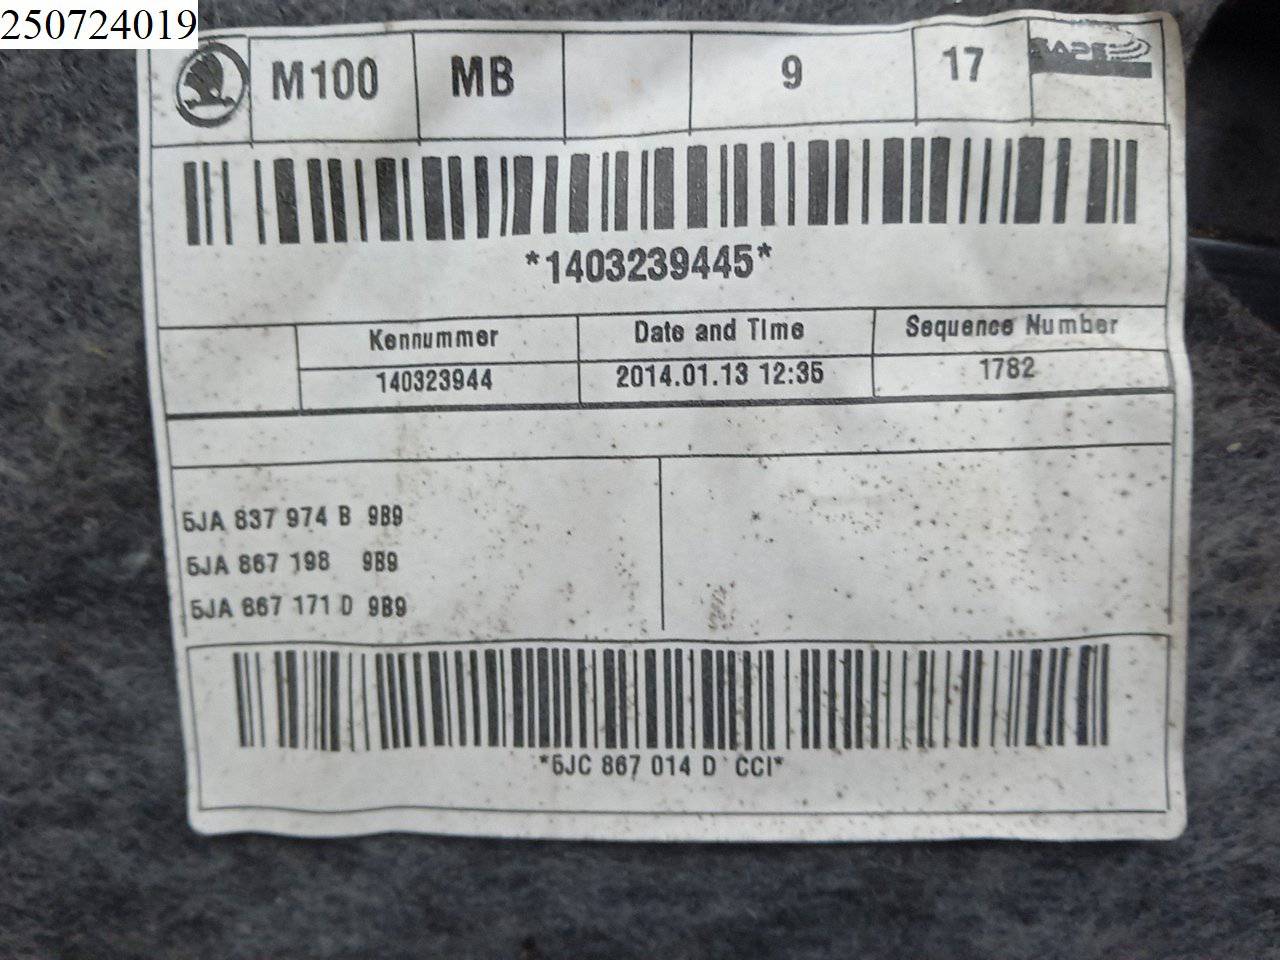 250724019
M100 MB 9 17
*1403239445*
Kennummer Date and Time Sequence Number
140323944 2014.01.13 12:35 1782
5JA 837 974 B 9B9
5JA 867 198 9B9
5JA 867 171 D 9B9
*5JC 867 014 D CCI*